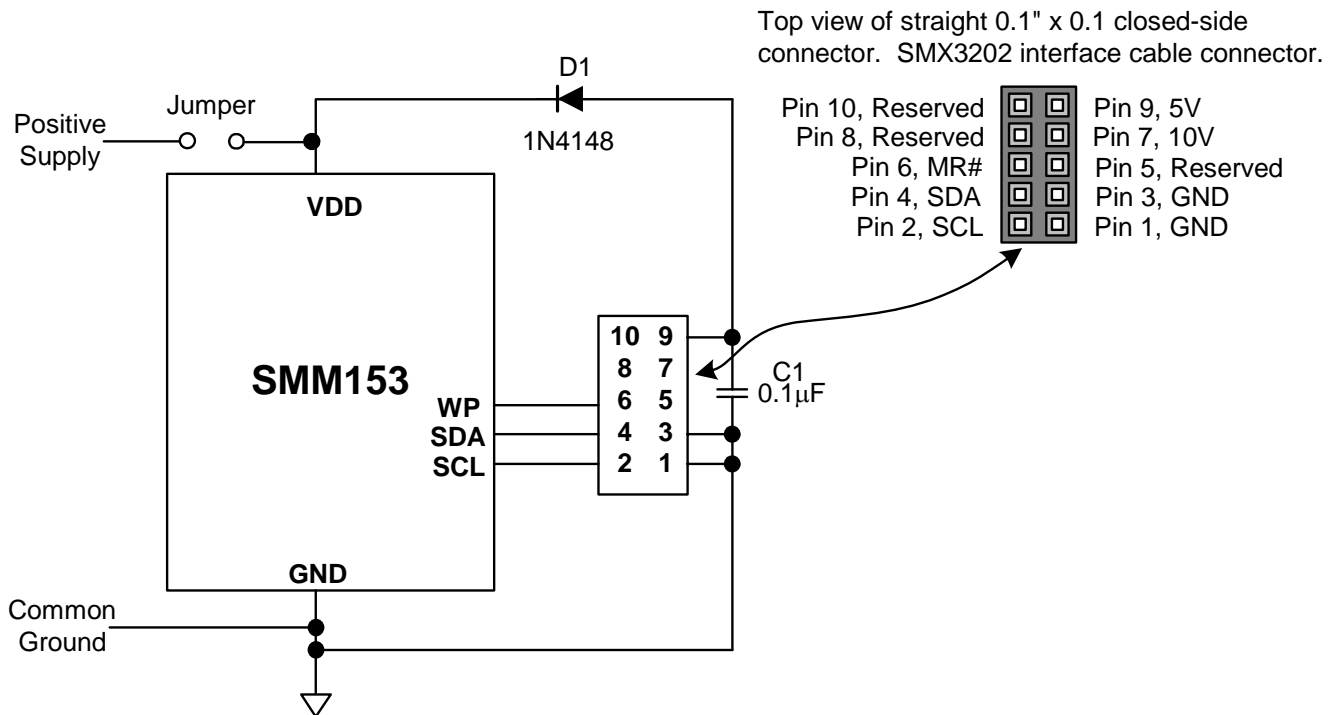 Top view of straight 0.1" x 0.1 closed-side
connector. SMX3202 interface cable connector.
D1
1N4148
Jumper
Positive
Supply
Pin 10, Reserved
Pin 9, 5V
Pin 8, Reserved
Pin 7, 10V
Pin 6, MR#
Pin 5, Reserved
Pin 4, SDA
Pin 3, GND
Pin 2, SCL
Pin 1, GND
VDD
SMM153
WP
SDA
SCL
10 9
8 7
6 5
4 3
2 1
C1
0.1μF
GND
Common
Ground